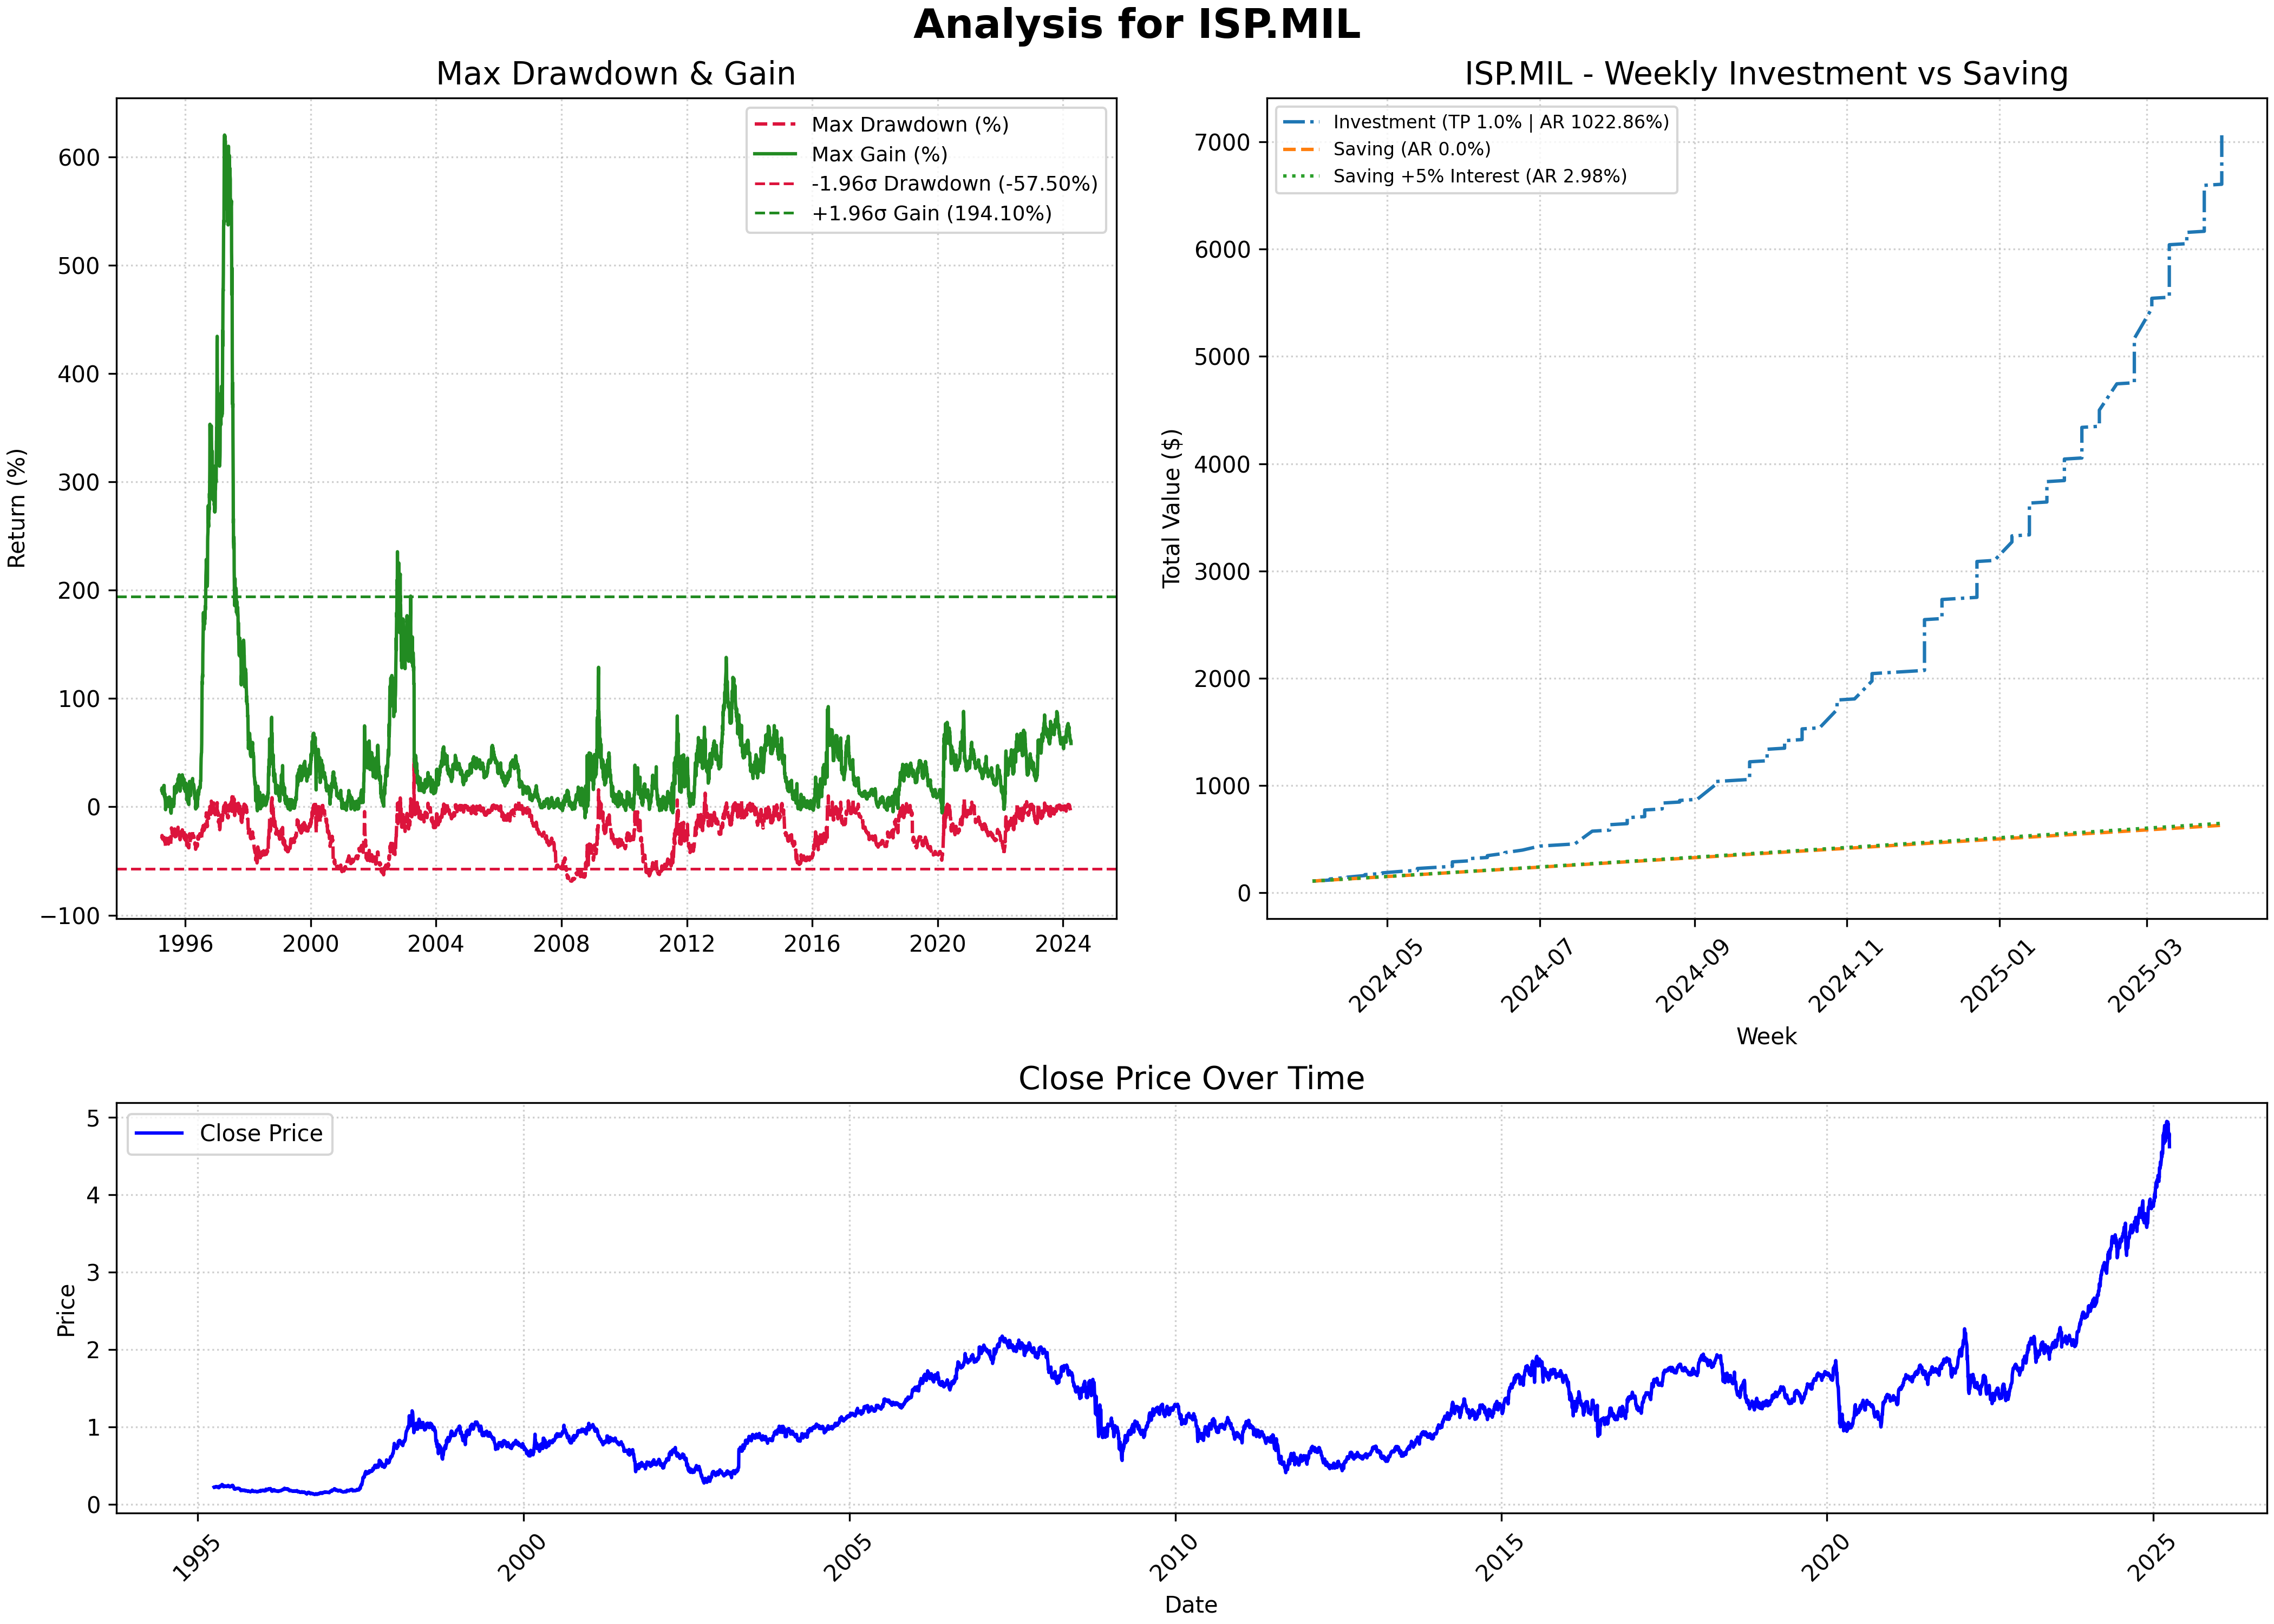 Analysis for ISP.MIL
Max Drawdown & Gain
Return (%)
600
500
400
300
200
100
0
−100
1996 2000 2004 2008 2012 2016 2020 2024
Max Drawdown (%)
Max Gain (%)
-1.96σ Drawdown (-57.50%)
+1.96σ Gain (194.10%)
ISP.MIL - Weekly Investment vs Saving
Total Value ($)
7000
6000
5000
4000
3000
2000
1000
0
Investment (TP 1.0% | AR 1022.86%)
Saving (AR 0.0%)
Saving +5% Interest (AR 2.98%)
2024-05 2024-07 2024-09 2024-11 2025-01 2025-03
Week
Close Price Over Time
Price
5
4
3
2
1
0
Close Price
1995 2000 2005 2010 2015 2020 2025
Date